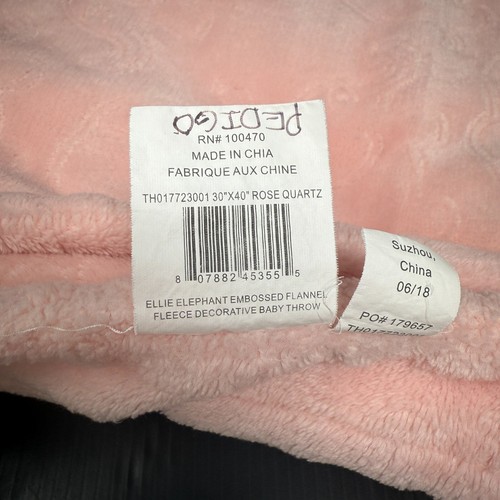 PEDIGO
RN# 100470
MADE IN CHIA
FABRIQUE AUX CHINE
TH017723001 30"X40" ROSE QUARTZ
8 07882 45355 5
ELLIE ELEPHANT EMBOSSED FLANNEL
FLEECE DECORATIVE BABY THROW
Suzhou,
China
06/18
PO# 179657